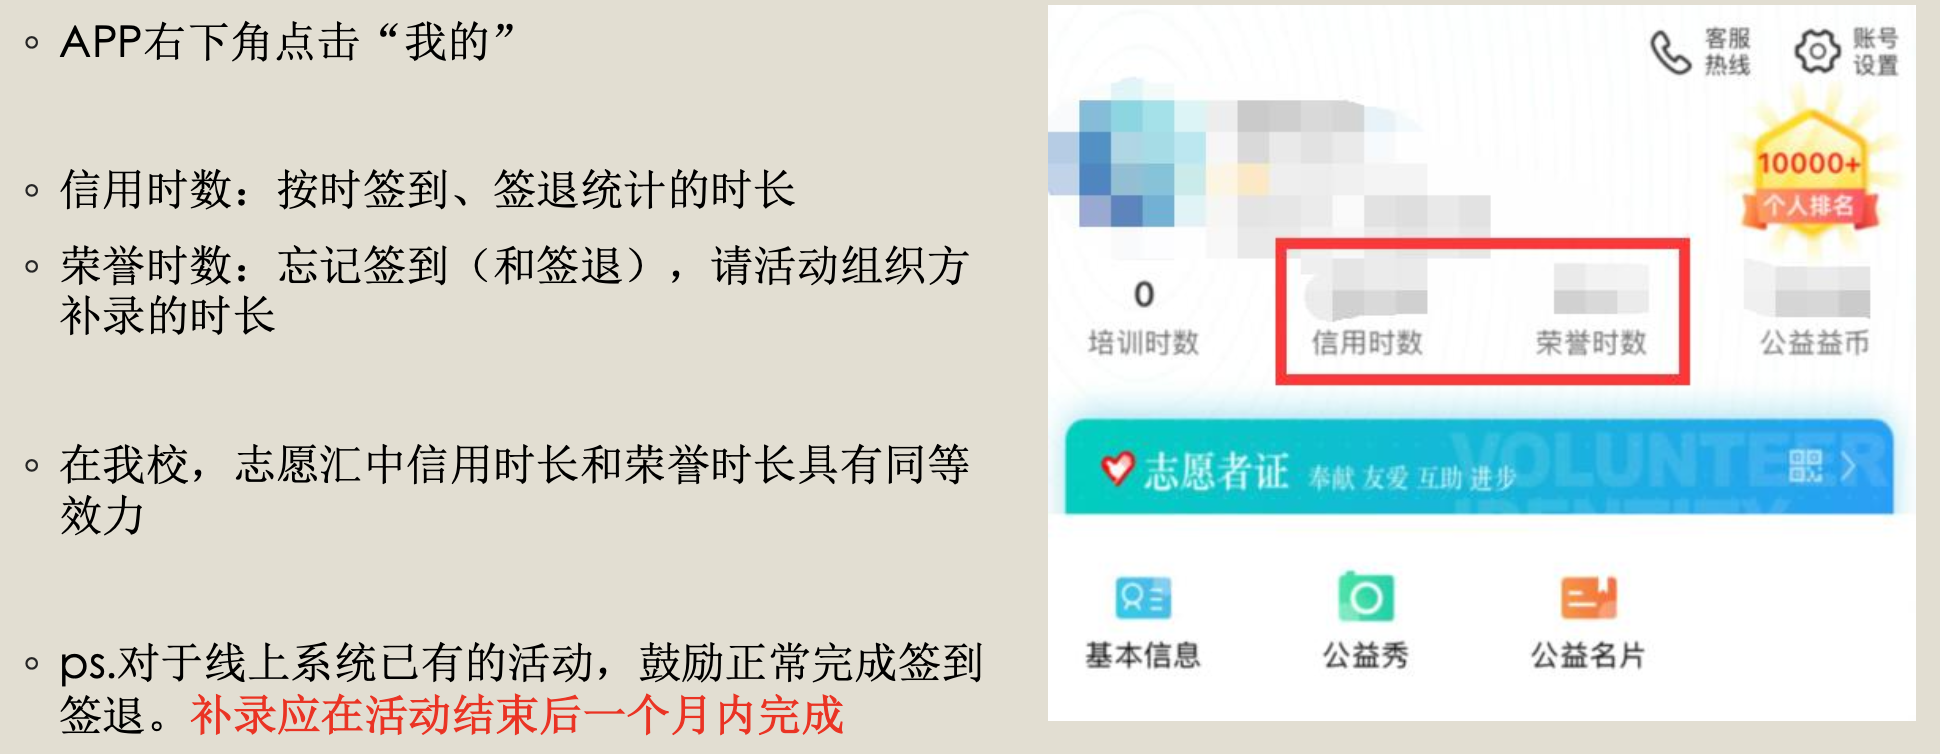 APP右下角点击“我的”
信用时数：按时签到、签退统计的时长
荣誉时数：忘记签到（和签退），请活动组织方
补录的时长
在我校，志愿汇中信用时长和荣誉时长具有同等
效力
ps.对于线上系统已有的活动，鼓励正常完成签到
签退。补录应在活动结束后一个月内完成
客服
热线
账号
设置
10000+
个人排名
0
培训时数
信用时数
荣誉时数
公益益币
志愿者证 奉献 友爱 互助 进步
VOLUNTEER
IDENTITY
基本信息
公益秀
公益名片